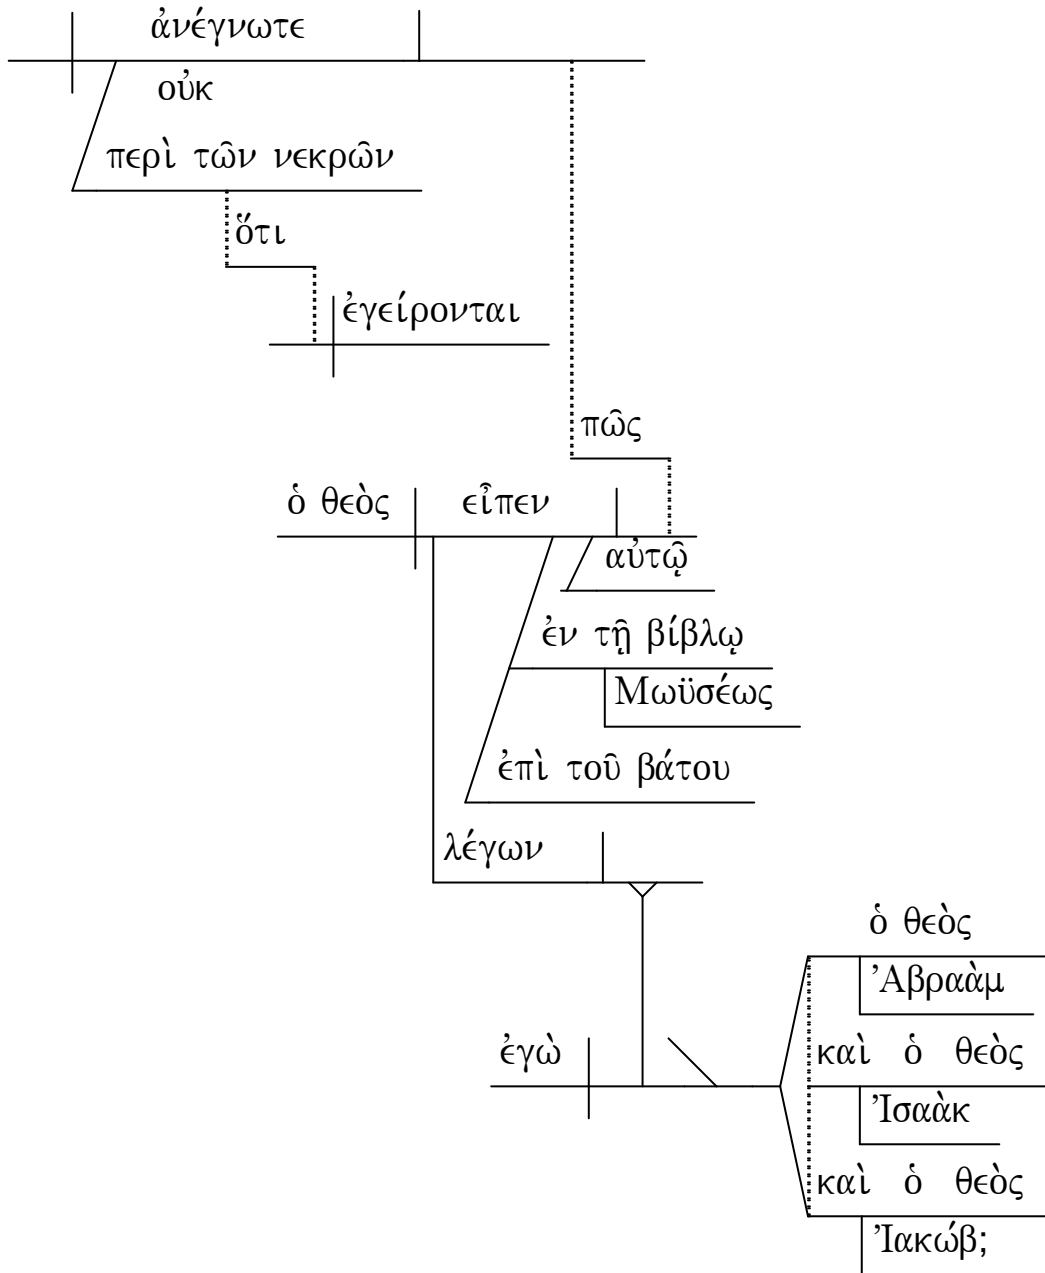 ἀνέγνωτε
οὐκ
περὶ τῶν νεκρῶν
ὅτι
ἐγείρονται
πῶς
ὁ θεὸς εἶπεν
αὐτῷ
ἐν τῇ βίβλῳ
Μωϋσέως
ἐπὶ τοῦ βάτου
λέγων
ὁ θεὸς
Ἀβραὰμ
ἐγὼ καὶ ὁ θεὸς
Ἰσαὰκ
καὶ ὁ θεὸς
Ἰακώβ;